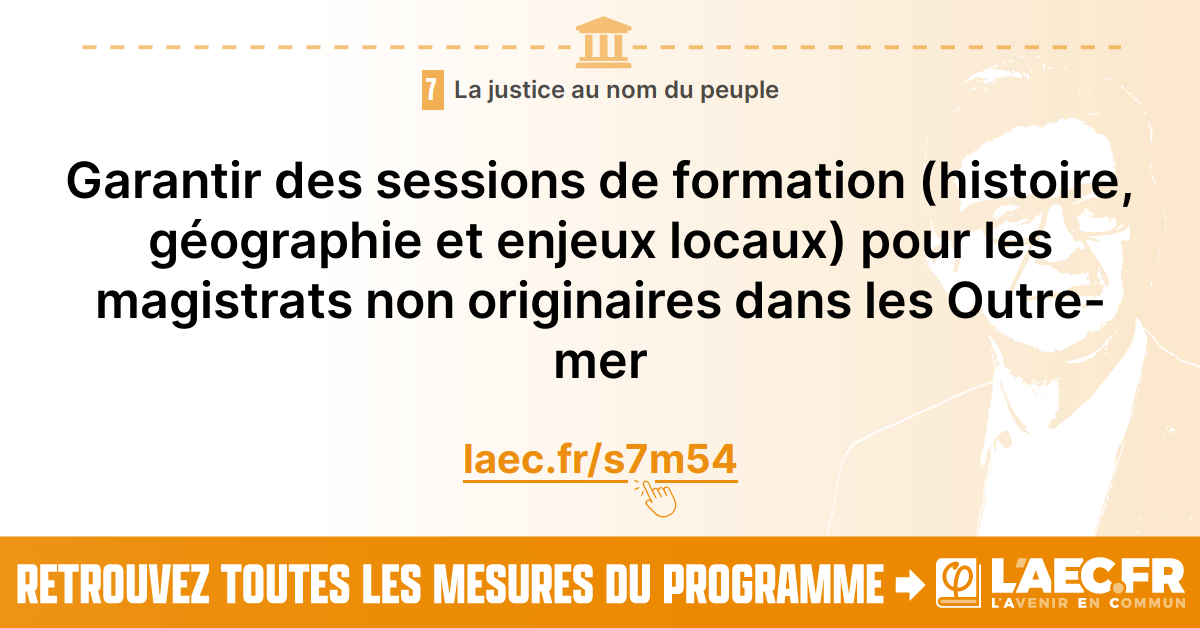 7 La justice au nom du peuple
Garantir des sessions de formation (histoire,
géographie et enjeux locaux) pour les
magistrats non originaires dans les Outre-
mer
laec.fr/s7m54
RETROUVEZ TOUTES LES MESURES DU PROGRAMME
φ L'AEC.FR
L'AVENIR EN COMMUN